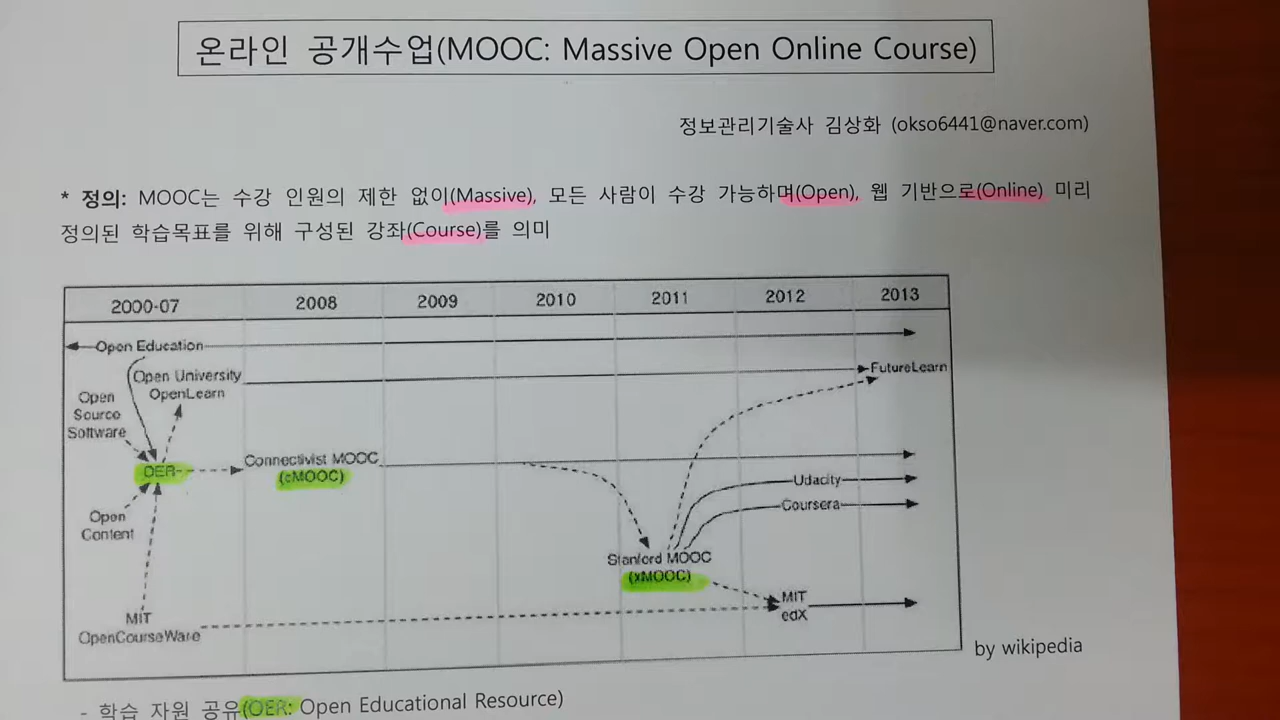 온라인 공개수업(MOOC: Massive Open Online Course)
정보관리기술사 김상화 (okso6441@naver.com)
* 정의: MOOC는 수강 인원의 제한 없이(Massive), 모든 사람이 수강 가능하며(Open), 웹 기반으로(Online) 미리
정의된 학습목표를 위해 구성된 강좌(Course)를 의미
2000-07 2008 2009 2010 2011 2012 2013
Open Education
Open University
OpenLearn
FutureLearn
Open
Source
Software
OER
Connectivist MOOC
(cMOOC)
Udacity
Coursera
Open
Content
Stanford MOOC
(xMOOC)
MIT
edX
MIT
OpenCourseWare
by wikipedia
- 학습 자원 공유(OER: Open Educational Resource)